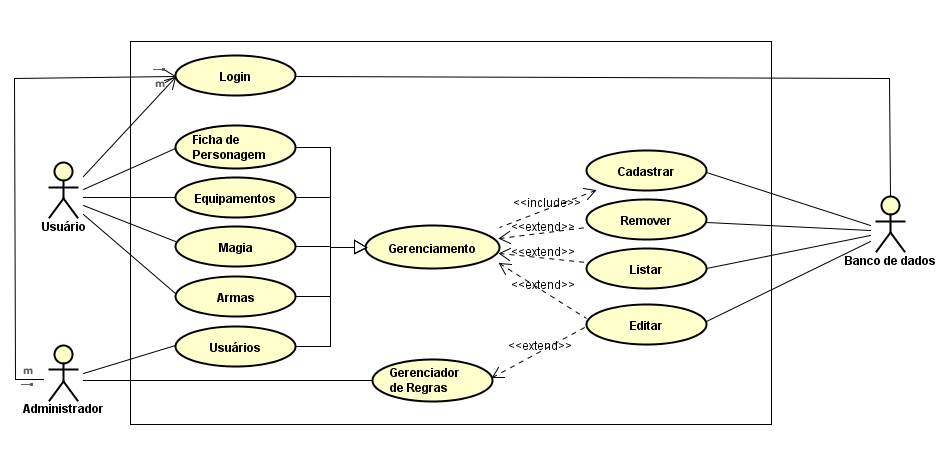 Login
m
Ficha de
Personagem
Cadastrar
Equipamentos
<<include>>
Remover
Usuário
<<extend>>
Magia
Gerenciamento
<<extend>>
Listar
Banco de dados
<<extend>>
Armas
Editar
Usuários
<<extend>>
m
Gerenciador
de Regras
Administrador